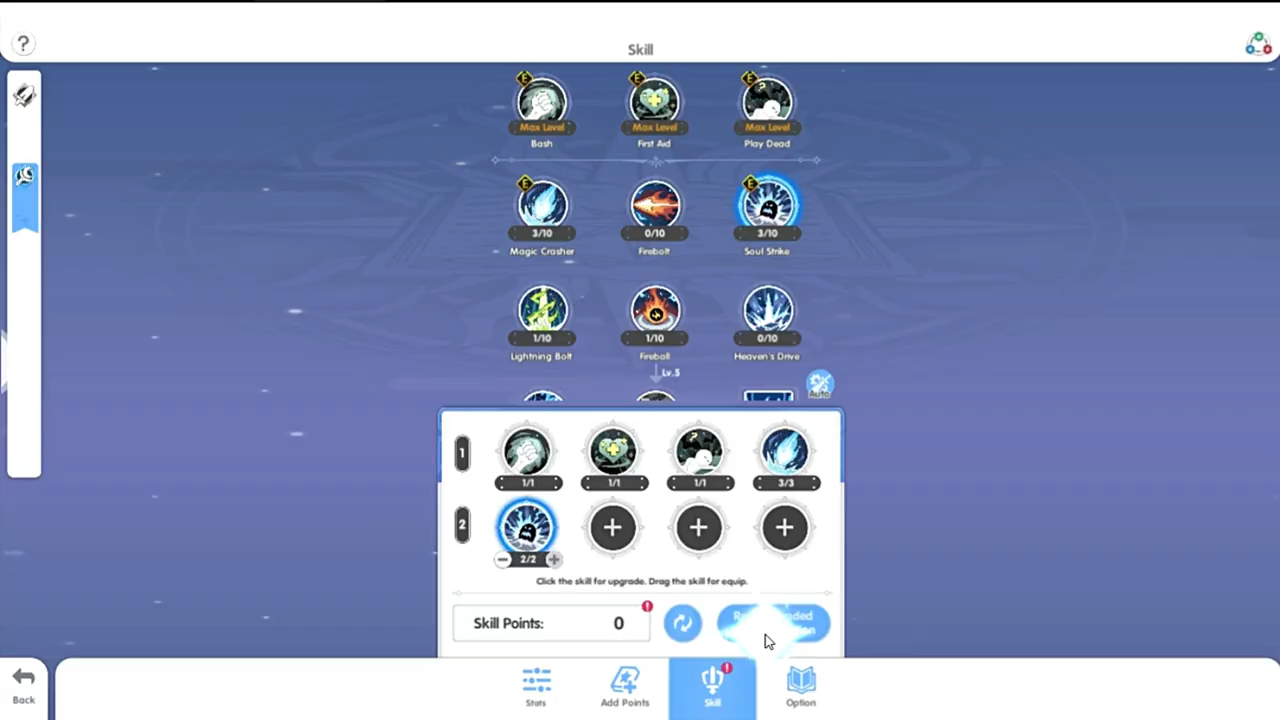 ?
Skill
E
E
E
Max Level
Max Level
Max Level
Bash
First Aid
Play Dead
E
E
3/10
0/10
3/10
Magic Crasher
Firebolt
Soul Strike
1/10
1/10
0/10
Lightning Bolt
Fireball
Heaven's Drive
Lv.5
Auto
1
1/1
1/1
1/1
3/3
2
2/2
Click the skill for upgrade. Drag the skill for equip.
Skill Points:
0
Back
Stats
Add Points
Skill
Option